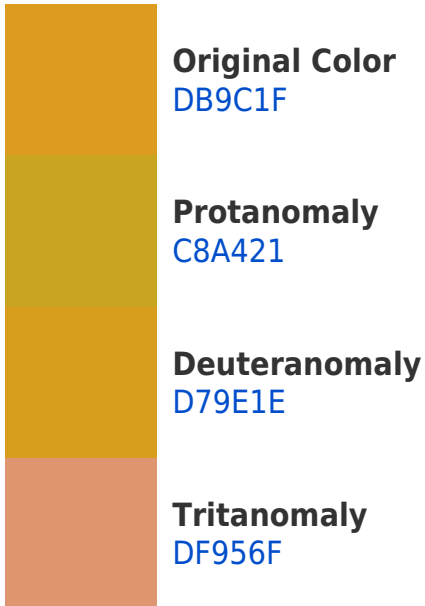 Original Color
DB9C1F
Protanomaly
C8A421
Deuteranomaly
D79E1E
Tritanomaly
DF956F